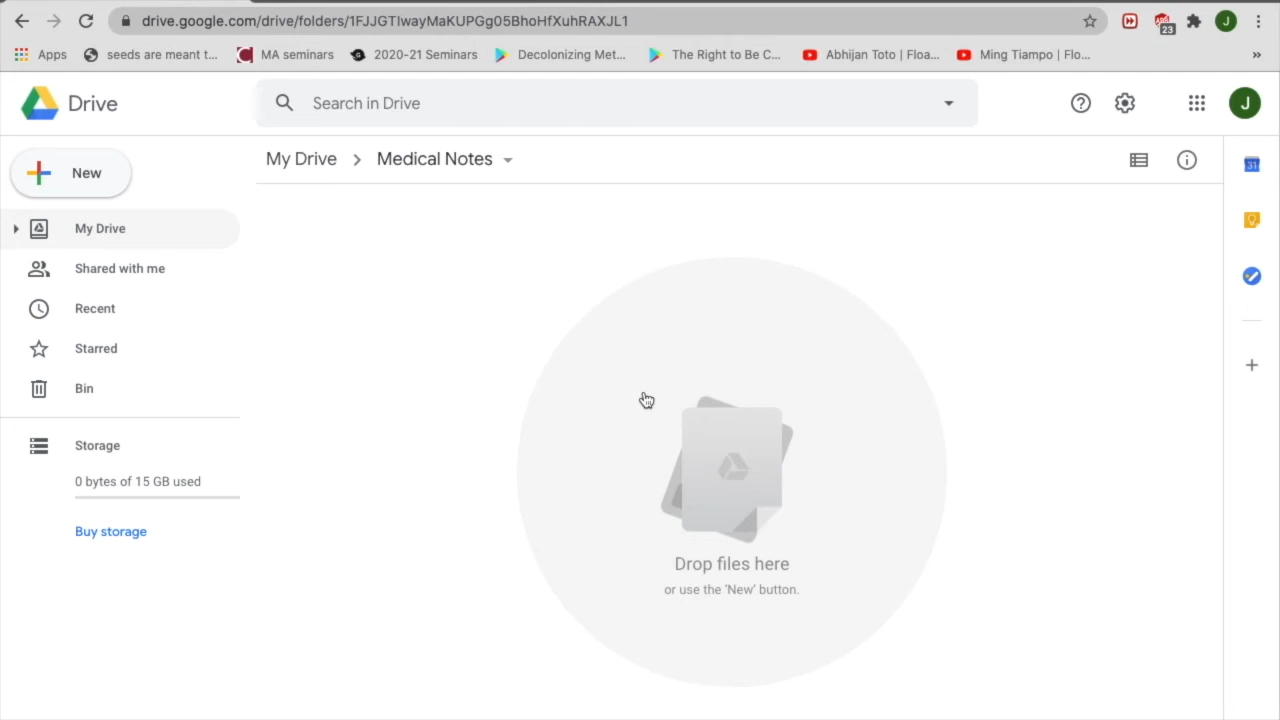 drive.google.com/drive/folders/1FJJGTlwayMaKUPGg05BhoHfXuhRAXJL1
23
J
Apps
seeds are meant t...
MA seminars
2020-21 Seminars
Decolonizing Met...
The Right to Be C...
Abhijan Toto | Floa...
Ming Tiampo | Flo...
»
Drive
Search in Drive
J
New
My Drive
Medical Notes
31
My Drive
Shared with me
Recent
Starred
Bin
Storage
0 bytes of 15 GB used
Buy storage
Drop files here
or use the 'New' button.